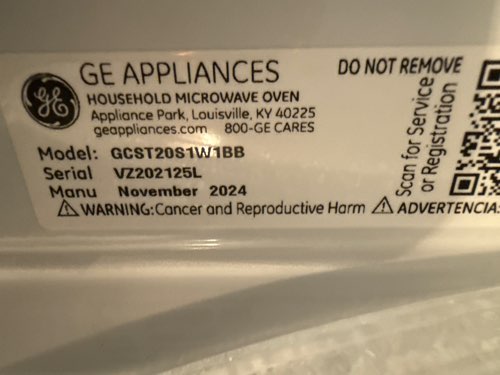 GE APPLIANCES
DO NOT REMOVE
HOUSEHOLD MICROWAVE OVEN
Appliance Park, Louisville, KY 40225
geappliances.com 800-GE CARES
Scan for Service
or Registration
Model: GCST20S1W1BB
Serial VZ202125L
Manu November 2024
⚠ WARNING: Cancer and Reproductive Harm ⚠ ADVERTENCIA: